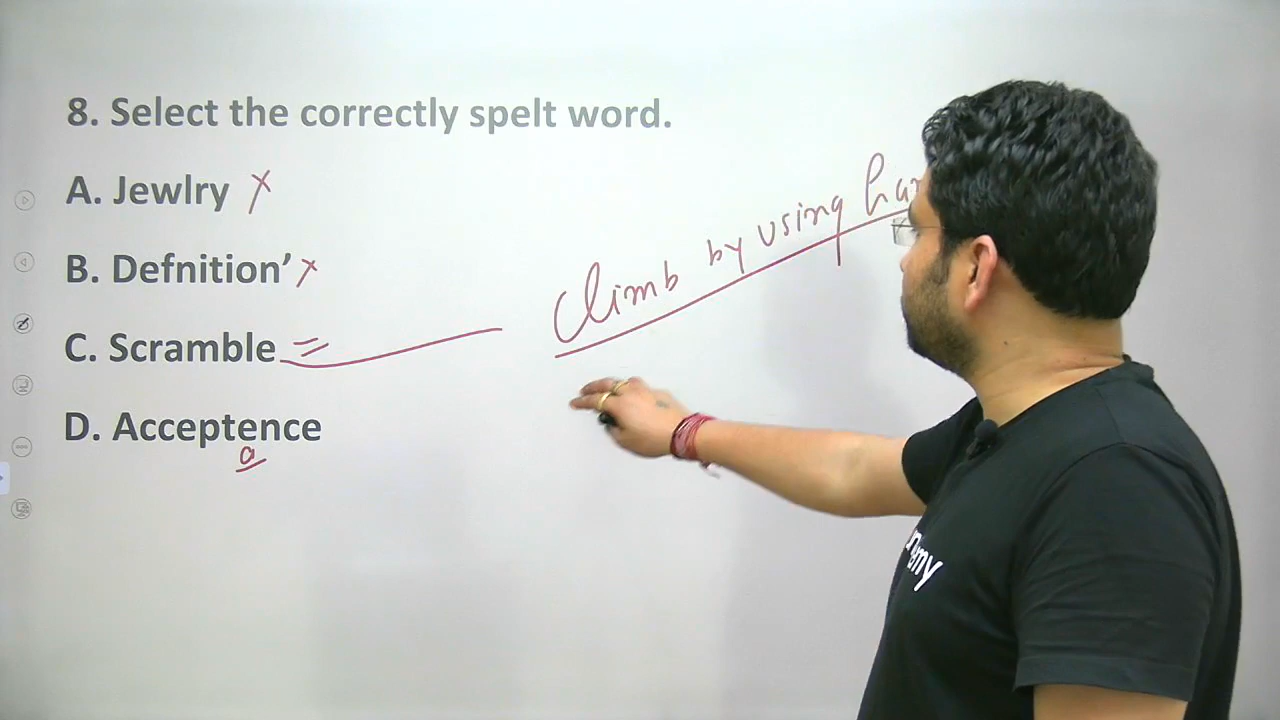 8. Select the correctly spelt word.
A. Jewlry x
B. Defnition’ x
C. Scramble =
Climb by using
D. Acceptence
a